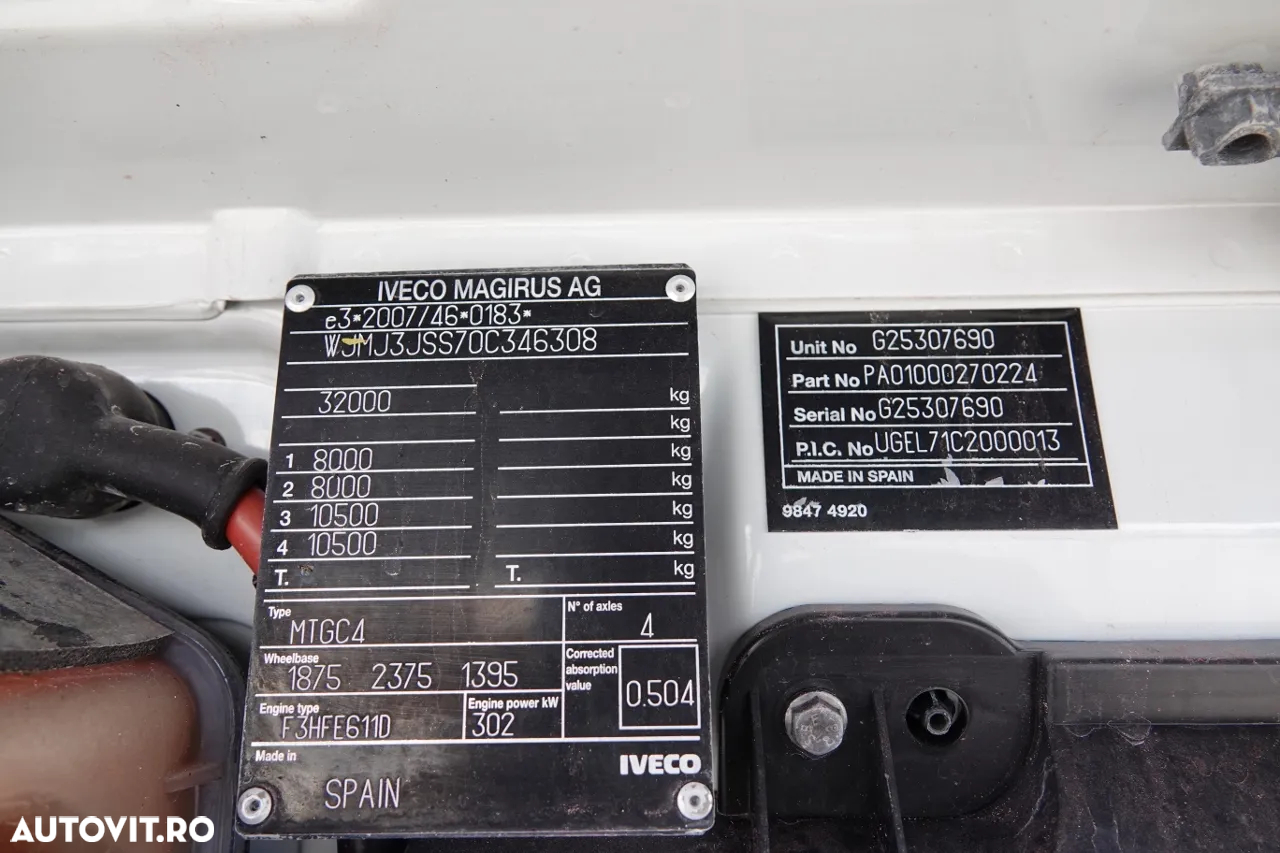 IVECO MAGIRUS AG
e3*2007/46*0183*
WJMJ3JSS70C346308
32000 kg
kg
1 8000 kg
2 8000 kg
3 10500 kg
4 10500 kg
T. T. kg
Type N° of axles
MTGC4 4
Wheelbase Corrected absorption value
1875 2375 1395 0.504
Engine type Engine power kW
F3HFE611D 302
Made in IVECO
SPAIN
Unit No G25307690
Part No PA01000270224
Serial No G25307690
P.I.C. No UGEL71C2000013
MADE IN SPAIN
9847 4920
AUTOVIT.RO